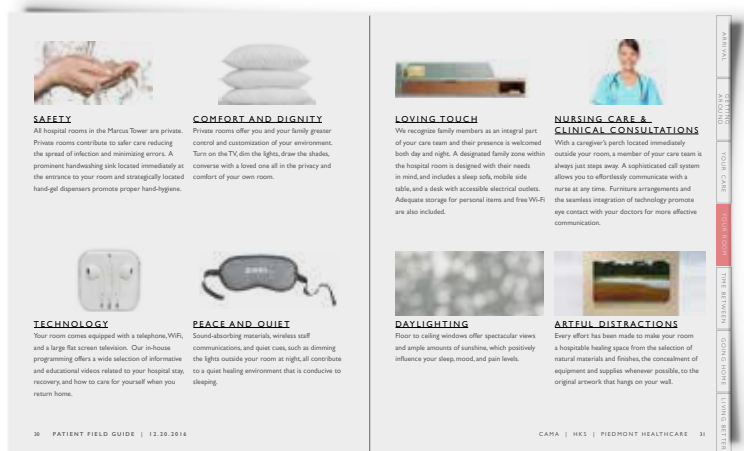 SAFETY
All hospital rooms in the Marcus Tower are private.
Private rooms contribute to safer care reducing
the spread of infection and minimizing errors. A
prominent handwashing sink located immediately at
the entrance to your room and strategically located
hand-gel dispensers promote proper hand-hygiene.
COMFORT AND DIGNITY
Private rooms offer you and your family greater
control and customization of your environment.
Turn on the TV, dim the lights, draw the shades,
converse with a loved one all in the privacy and
comfort of your own room.
TECHNOLOGY
Your room comes equipped with a telephone, WiFi,
and a large flat screen television. Our in-house
programming offers a wide selection of informative
and educational videos related to your hospital stay,
recovery, and how to care for yourself when you
return home.
PEACE AND QUIET
Sound-absorbing materials, wireless staff
communications, and quiet cues, such as dimming
the lights outside your room at night, all contribute
to a quiet healing environment that is conducive to
sleeping.
30 PATIENT FIELD GUIDE | 12.20.2016
LOVING TOUCH
We recognize family members as an integral part
of your care team and their presence is welcomed
both day and night. A designated family zone within
the hospital room is designed with their needs
in mind, and includes a sleep sofa, mobile side
table, and a desk with accessible electrical outlets.
Adequate storage for personal items and free Wi-Fi
are also included.
NURSING CARE &
CLINICAL CONSULTATIONS
With a caregiver's perch located immediately
outside your room, a member of your care team is
always just steps away. A sophisticated call system
allows you to effortlessly communicate with a
nurse at any time. Furniture arrangements and
the seamless integration of technology promote
eye contact with your doctors for more effective
communication.
DAYLIGHTING
Floor to ceiling windows offer spectacular views
and ample amounts of sunshine, which positively
influence your sleep, mood, and pain levels.
ARTFUL DISTRACTIONS
Every effort has been made to make your room
a hospitable healing space from the selection of
natural materials and finishes, the concealment of
equipment and supplies whenever possible, to the
original artwork that hangs on your wall.
CAMA | HKS | PIEDMONT HEALTHCARE 31
ARRIVAL
GETTING
AROUND
YOUR CARE
YOUR ROOM
TIME BETWEEN
GOING HOME
LIVING BETTER